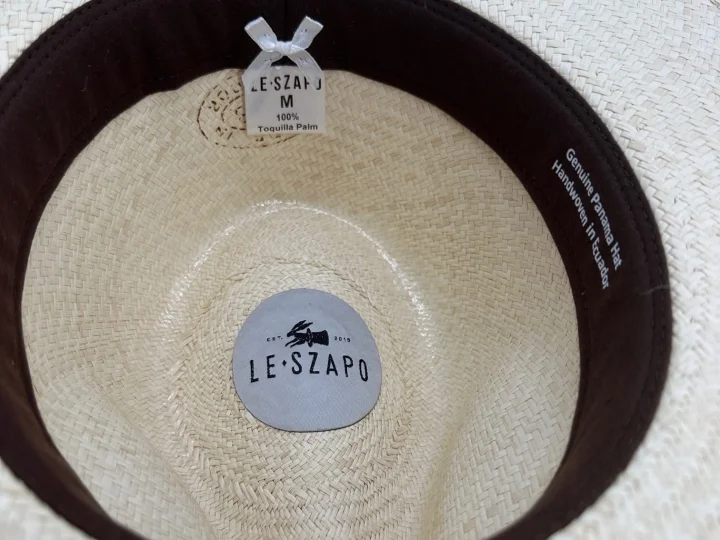 LE·SZAPO
M
100%
Toquilla Palm
Genuine Panama Hat
Handwoven in Ecuador
EST. 2015
LE·SZAPO